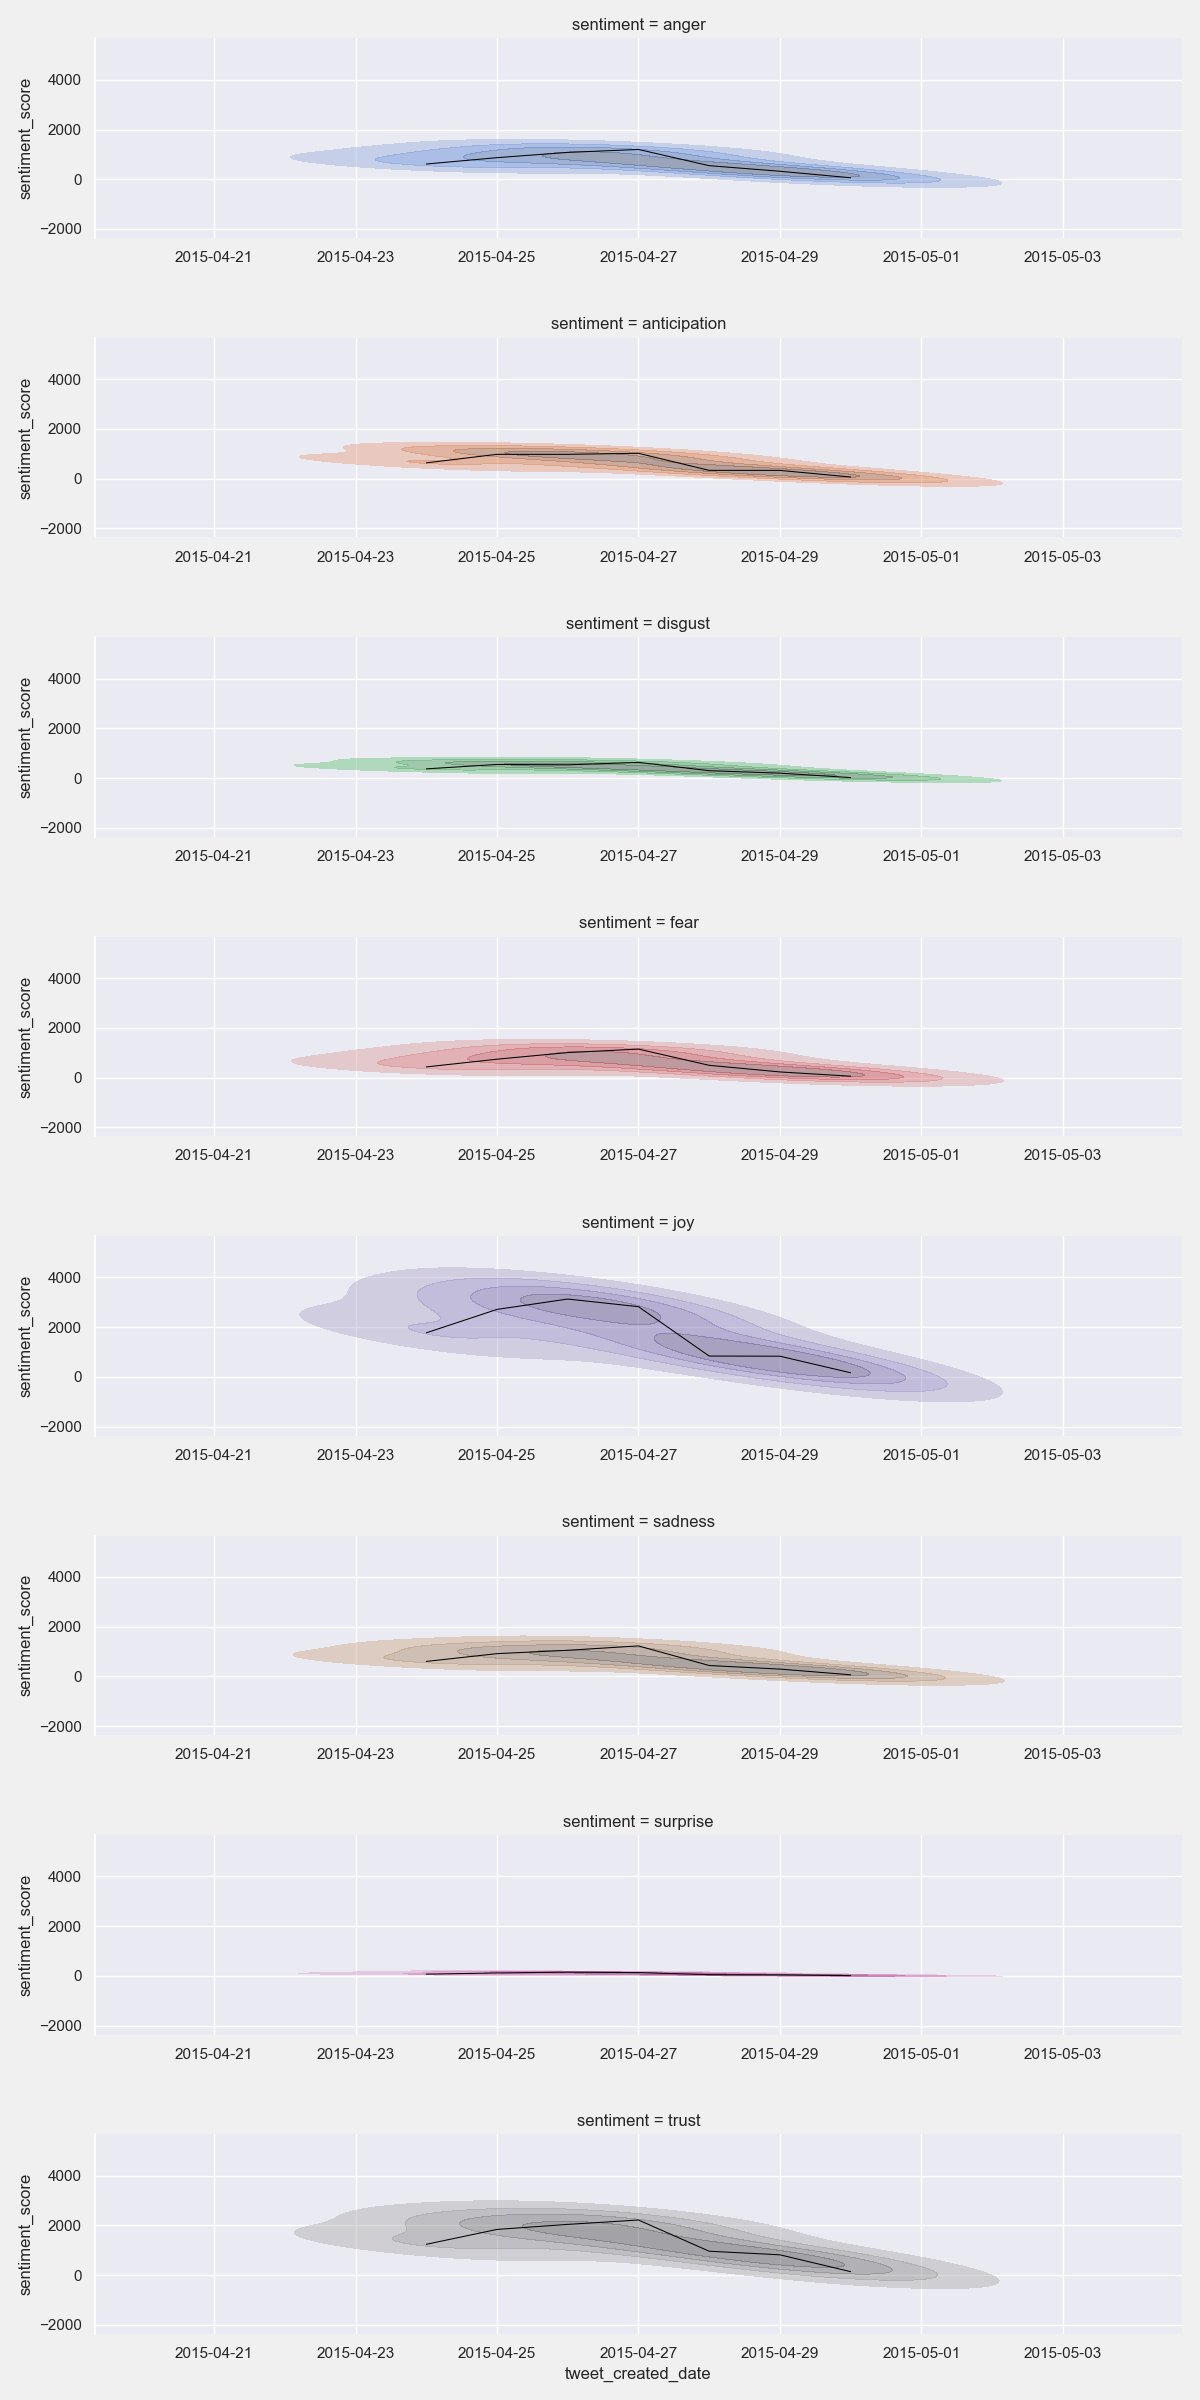 sentiment = anger
sentiment_score
4000
2000
0
−2000
2015-04-21 2015-04-23 2015-04-25 2015-04-27 2015-04-29 2015-05-01 2015-05-03
sentiment = anticipation
sentiment_score
4000
2000
0
−2000
2015-04-21 2015-04-23 2015-04-25 2015-04-27 2015-04-29 2015-05-01 2015-05-03
sentiment = disgust
sentiment_score
4000
2000
0
−2000
2015-04-21 2015-04-23 2015-04-25 2015-04-27 2015-04-29 2015-05-01 2015-05-03
sentiment = fear
sentiment_score
4000
2000
0
−2000
2015-04-21 2015-04-23 2015-04-25 2015-04-27 2015-04-29 2015-05-01 2015-05-03
sentiment = joy
sentiment_score
4000
2000
0
−2000
2015-04-21 2015-04-23 2015-04-25 2015-04-27 2015-04-29 2015-05-01 2015-05-03
sentiment = sadness
sentiment_score
4000
2000
0
−2000
2015-04-21 2015-04-23 2015-04-25 2015-04-27 2015-04-29 2015-05-01 2015-05-03
sentiment = surprise
sentiment_score
4000
2000
0
−2000
2015-04-21 2015-04-23 2015-04-25 2015-04-27 2015-04-29 2015-05-01 2015-05-03
sentiment = trust
sentiment_score
4000
2000
0
−2000
2015-04-21 2015-04-23 2015-04-25 2015-04-27 2015-04-29 2015-05-01 2015-05-03
tweet_created_date